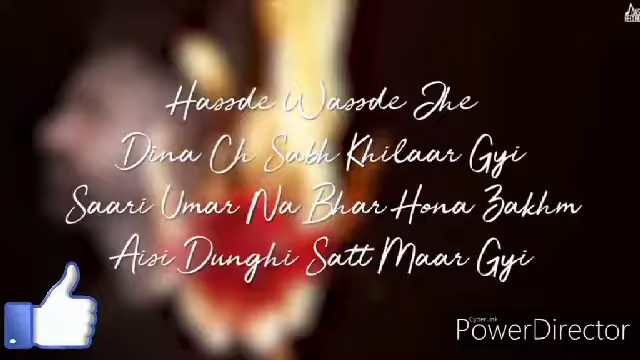 Hassde Wassde Jhe
Dina Ch Sabh Khilaar Gyi
Saari Umar Na Bhar Hona Zakhm
Aisi Dunghi Satt Maar Gyi
CyberLink
PowerDirector